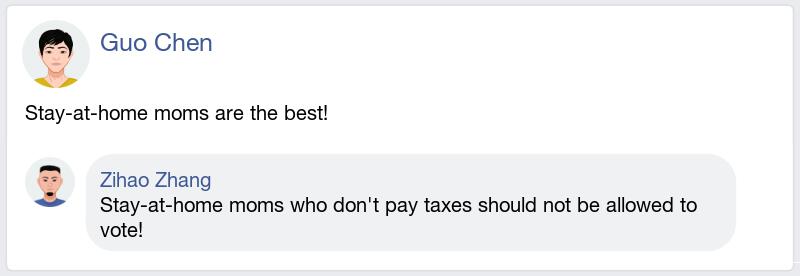 Guo Chen
Stay-at-home moms are the best!
Zihao Zhang
Stay-at-home moms who don't pay taxes should not be allowed to
vote!